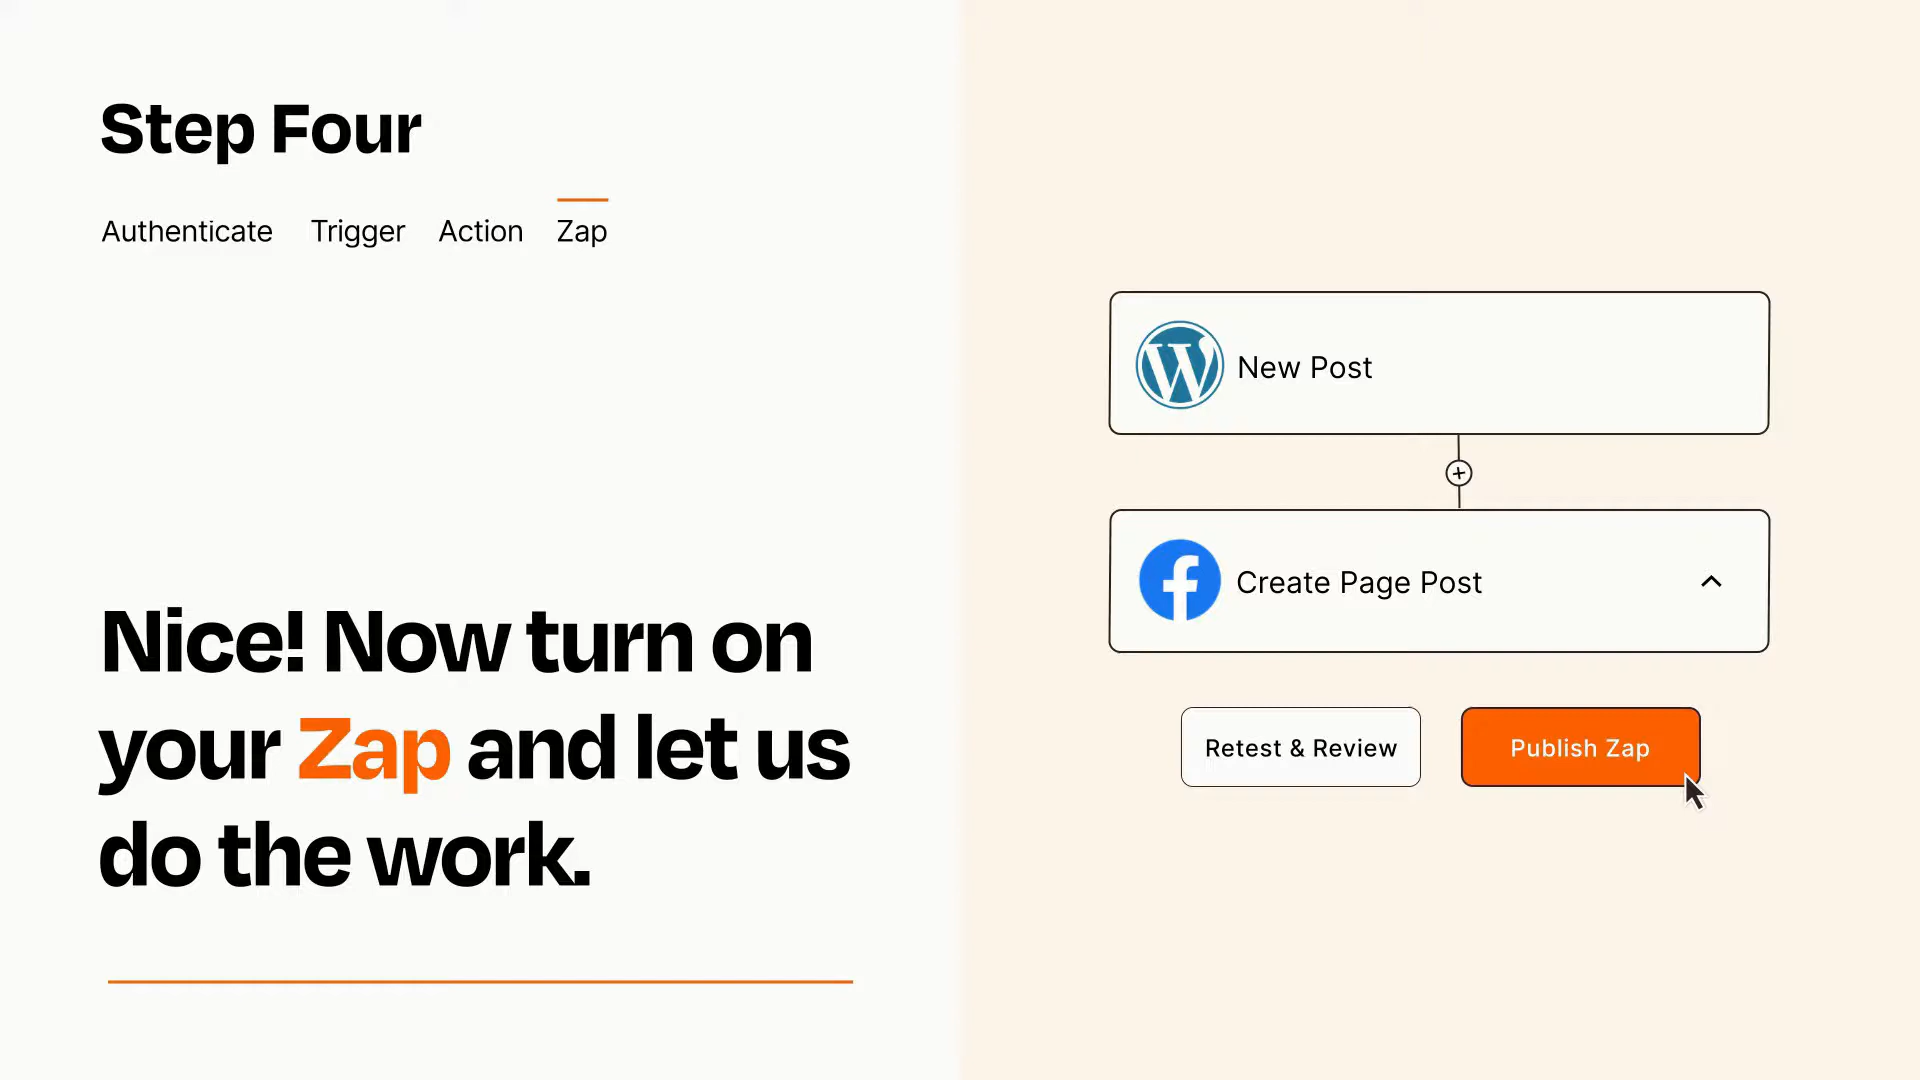 Step Four
Authenticate Trigger Action Zap
Nice! Now turn on
your Zap and let us
do the work.
New Post
Create Page Post
Retest & Review
Publish Zap